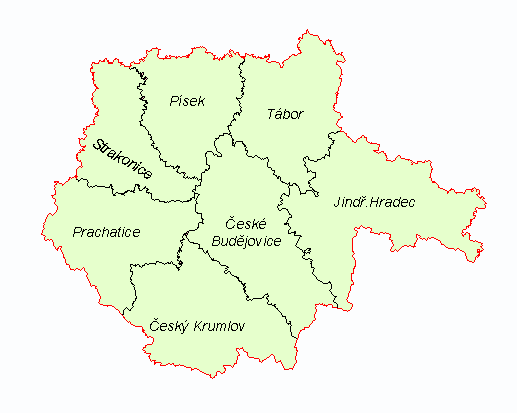 Písek
Tábor
Strakonice
Jindř.Hradec
Prachatice
České
Budějovice
Český Krumlov